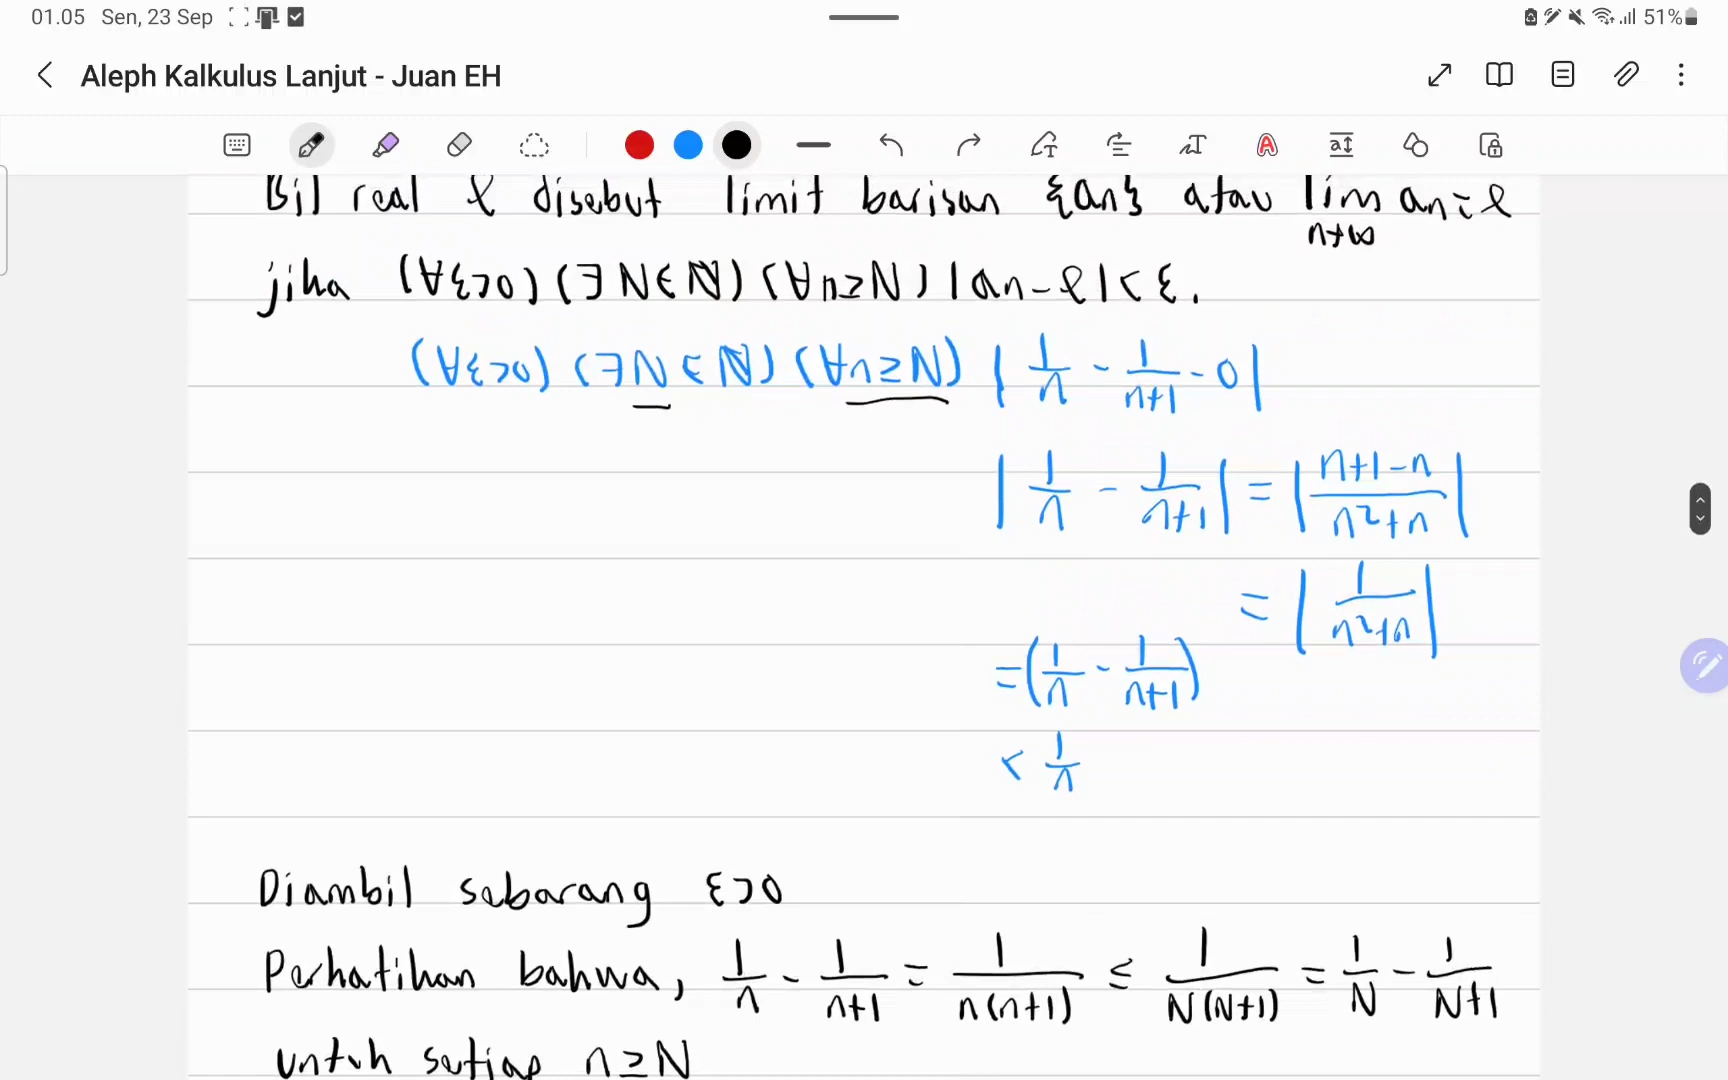 01.05 Sen, 23 Sep 51%
Aleph Kalkulus Lanjut - Juan EH
Bil real ℓ disebut limit barisan {an} atau lim an = ℓ
n→∞
jika (∀ε>0) (∃N∈ℕ) (∀n≥N) |an-ℓ|<ε.
(∀ε>0) (∃N∈ℕ) (∀n≥N) |1/n - 1/(n+1) - 0|
|1/n - 1/(n+1)| = |(n+1-n)/(n²+n)|
= |1/(n²+n)|
= (1/n - 1/(n+1))
< 1/n
Diambil sebarang ε>0
Perhatikan bahwa, 1/n - 1/(n+1) = 1/(n(n+1)) ≤ 1/(N(N+1)) = 1/N - 1/(N+1)
untuk setiap n≥N